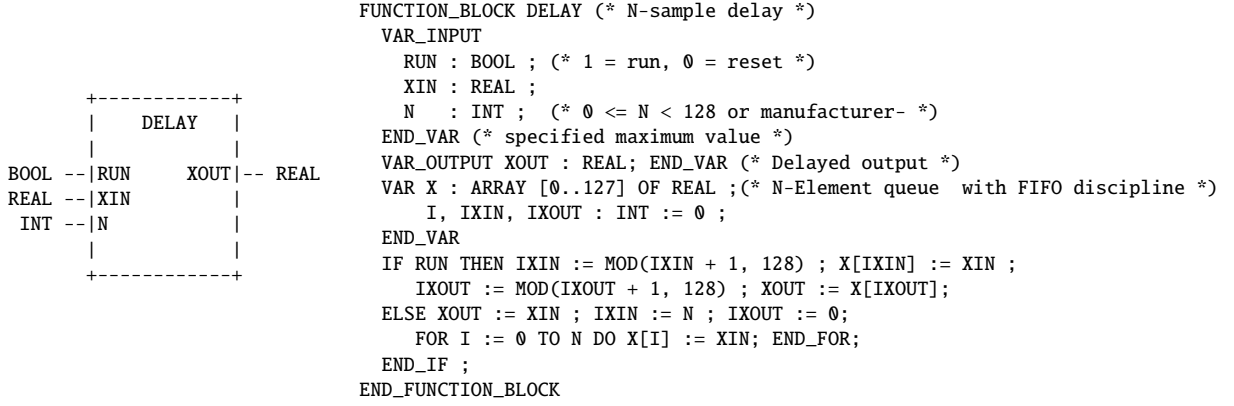 +------------+
|    DELAY   |
|            |
BOOL --|RUN     XOUT|-- REAL
REAL --|XIN         |
INT --|N           |
|            |
+------------+
FUNCTION_BLOCK DELAY (* N-sample delay *)
VAR_INPUT
RUN : BOOL ; (* 1 = run, 0 = reset *)
XIN : REAL ;
N   : INT ;  (* 0 <= N < 128 or manufacturer- *)
END_VAR (* specified maximum value *)
VAR_OUTPUT XOUT : REAL; END_VAR (* Delayed output *)
VAR X : ARRAY [0..127] OF REAL ;(* N-Element queue  with FIFO discipline *)
I, IXIN, IXOUT : INT := 0 ;
END_VAR
IF RUN THEN IXIN := MOD(IXIN + 1, 128) ; X[IXIN] := XIN ;
IXOUT := MOD(IXOUT + 1, 128) ; XOUT := X[IXOUT];
ELSE XOUT := XIN ; IXIN := N ; IXOUT := 0;
FOR I := 0 TO N DO X[I] := XIN; END_FOR;
END_IF ;
END_FUNCTION_BLOCK